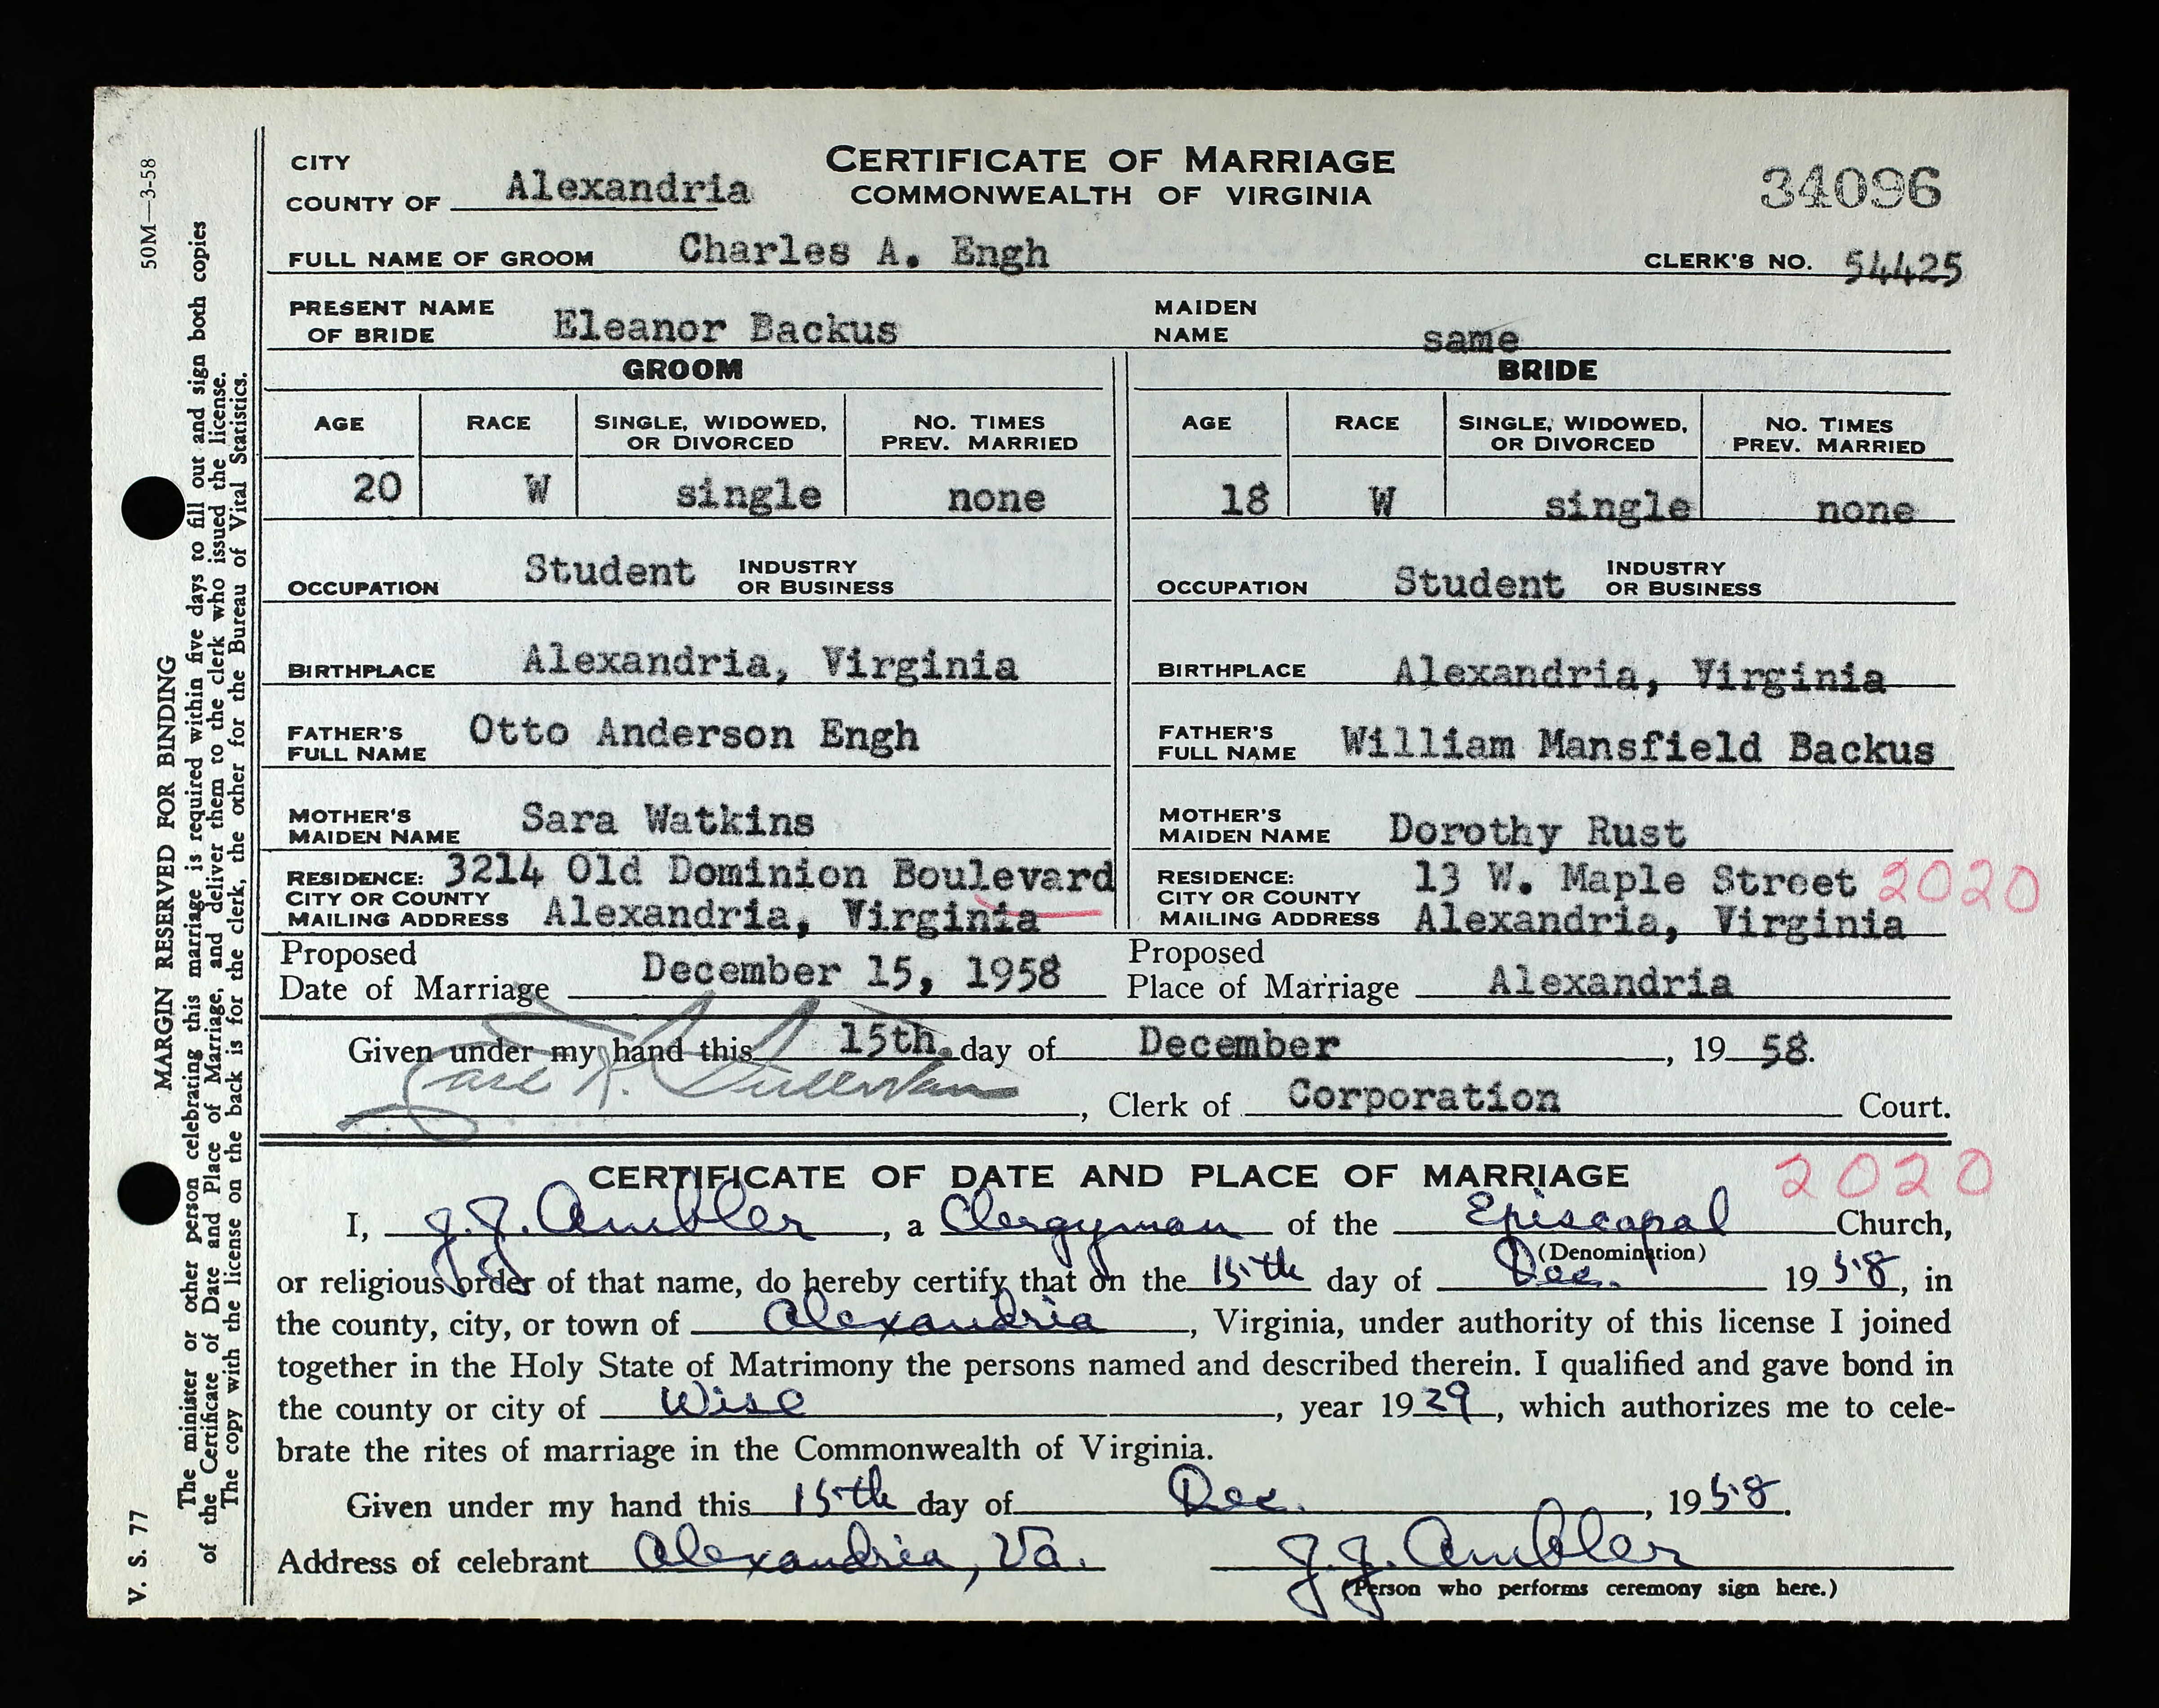 50M—3-58
MARGIN RESERVED FOR BINDING
The minister or other person celebrating this marriage is required within five days to fill out and sign both copies
of the Certificate of Date and Place of Marriage, and deliver them to the clerk who issued the license.
The copy with the license on the back is for the clerk, the other for the Bureau of Vital Statistics.
V. S. 77
CERTIFICATE OF MARRIAGE
COMMONWEALTH OF VIRGINIA
34096
CITY
COUNTY OF Alexandria
FULL NAME OF GROOM Charles A. Engh CLERK'S NO. 54425
PRESENT NAME OF BRIDE Eleanor Backus MAIDEN NAME same
GROOM BRIDE
AGE RACE SINGLE, WIDOWED, OR DIVORCED NO. TIMES PREV. MARRIED AGE RACE SINGLE, WIDOWED, OR DIVORCED NO. TIMES PREV. MARRIED
20 W single none 18 W single none
OCCUPATION Student INDUSTRY OR BUSINESS OCCUPATION Student INDUSTRY OR BUSINESS
BIRTHPLACE Alexandria, Virginia BIRTHPLACE Alexandria, Virginia
FATHER'S FULL NAME Otto Anderson Engh FATHER'S FULL NAME William Mansfield Backus
MOTHER'S MAIDEN NAME Sara Watkins MOTHER'S MAIDEN NAME Dorothy Rust
RESIDENCE: 3214 Old Dominion Boulevard RESIDENCE: 13 W. Maple Street 2020
CITY OR COUNTY CITY OR COUNTY
MAILING ADDRESS Alexandria, Virginia MAILING ADDRESS Alexandria, Virginia
Proposed Date of Marriage December 15, 1958 Proposed Place of Marriage Alexandria
Given under my hand this 15th day of December, 19 58.
, Clerk of Corporation Court.
CERTIFICATE OF DATE AND PLACE OF MARRIAGE 2020
I, J. J. Ambler, a Clergyman of the Episcopal Church,
(Denomination)
or religious order of that name, do hereby certify that on the 15th day of Dec. 1958, in
the county, city, or town of Alexandria, Virginia, under authority of this license I joined
together in the Holy State of Matrimony the persons named and described therein. I qualified and gave bond in
the county or city of Wise, year 1929, which authorizes me to cele-
brate the rites of marriage in the Commonwealth of Virginia.
Given under my hand this 15th day of Dec., 1958.
Address of celebrant Alexandria, Va. J. J. Ambler
(Person who performs ceremony sign here.)